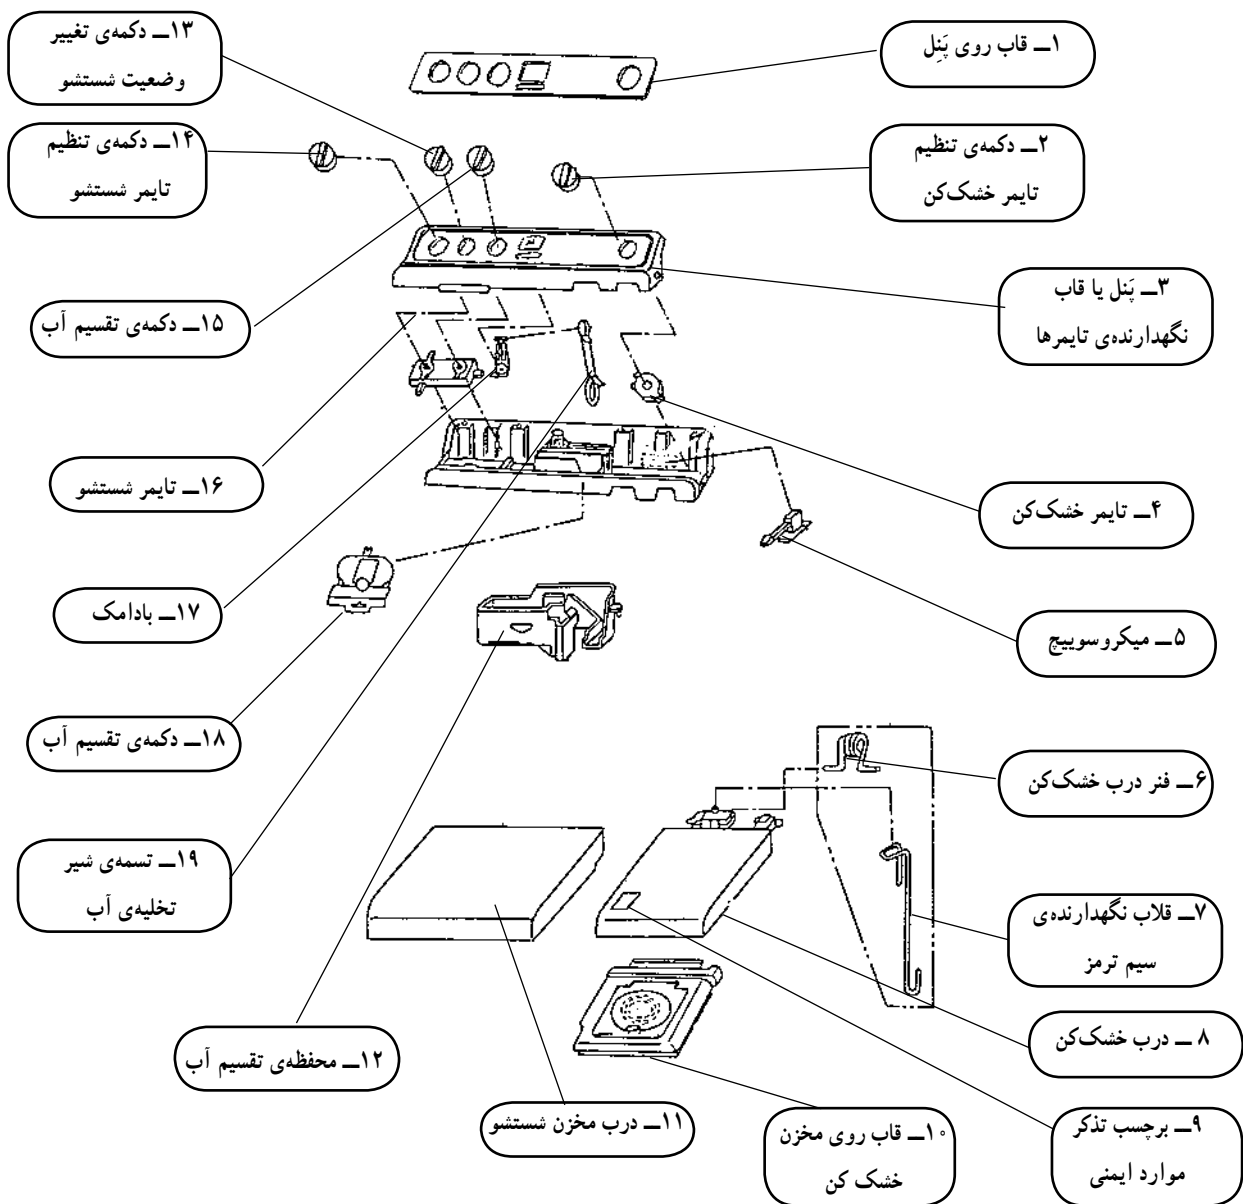 ۱ــ قاب روی پَنِل
۲ــ دکمه‌ی تنظیم
تایمر خشک‌کن
۳ــ پَنل یا قاب
نگهدارنده‌ی تایمرها
۴ــ تایمر خشک‌کن
۵ــ میکروسوییچ
۶ــ فنر درب خشک‌کن
۷ــ قلاب نگهدارنده‌ی
سیم ترمز
۸ ــ درب خشک‌کن
۹ــ برچسب تذکر
موارد ایمنی
۱۰ــ قاب روی مخزن
خشک کن
۱۱ــ درب مخزن شستشو
۱۲ــ محفظه‌ی تقسیم آب
۱۳ــ دکمه‌ی تغییر
وضعیت شستشو
۱۴ــ دکمه‌ی تنظیم
تایمر شستشو
۱۵ــ دکمه‌ی تقسیم آب
۱۶ــ تایمر شستشو
۱۷ــ بادامک
۱۸ــ دکمه‌ی تقسیم آب
۱۹ــ تسمه‌ی شیر
تخلیه‌ی آب